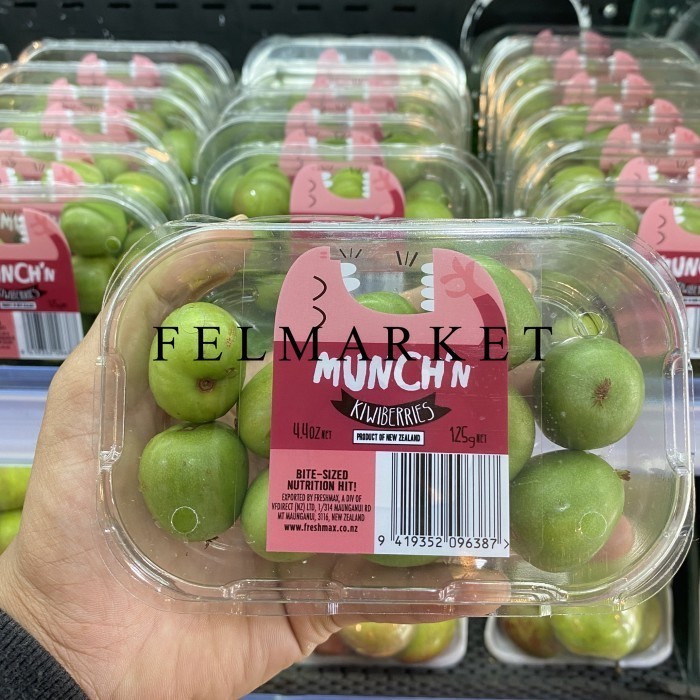 FELMARKET
MUNCH'N
KIWIBERRIES
4.4oz NET
PRODUCT OF NEW ZEALAND
125g NET
BITE-SIZED
NUTRITION HIT!
EXPORTED BY FRESHMAX, A DIV OF
VFDIRECT (NZ) LTD, 1/314 MAUNGANUI RD
MT MAUNGANUI, 3116, NEW ZEALAND
www.freshmax.co.nz
9 419352 096387 >
MUNCH'N